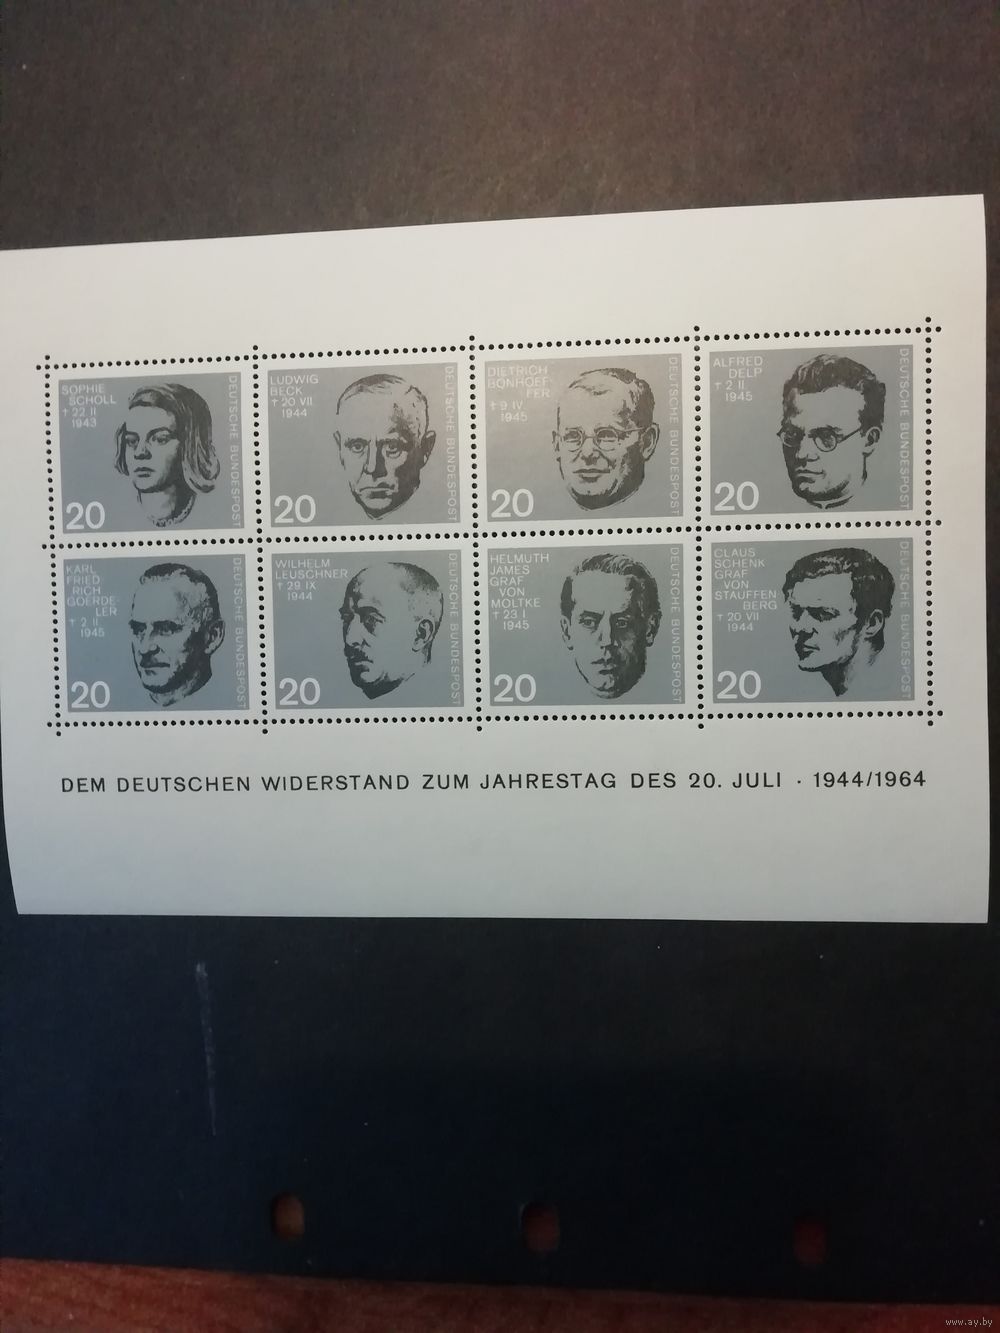 SOPHIE
SCHOLL
† 22 II
1943
DEUTSCHE BUNDESPOST
20
LUDWIG
BECK
† 20 VII
1944
DEUTSCHE BUNDESPOST
20
DIETRICH
BONHOEF-
FER
† 9 IV
1945
DEUTSCHE BUNDESPOST
20
ALFRED
DELP
† 2 II
1945
DEUTSCHE BUNDESPOST
20
KARL
FRIED
RICH
GOERDE-
LER
† 2 II
1945
DEUTSCHE BUNDESPOST
20
WILHELM
LEUSCHNER
† 29 IX
1944
DEUTSCHE BUNDESPOST
20
HELMUTH
JAMES
GRAF
VON
MOLTKE
† 23 I
1945
DEUTSCHE BUNDESPOST
20
CLAUS
SCHENK
GRAF
VON
STAUFFEN
BERG
† 20 VII
1944
DEUTSCHE BUNDESPOST
20
DEM DEUTSCHEN WIDERSTAND ZUM JAHRESTAG DES 20. JULI · 1944/1964
www.ay.by